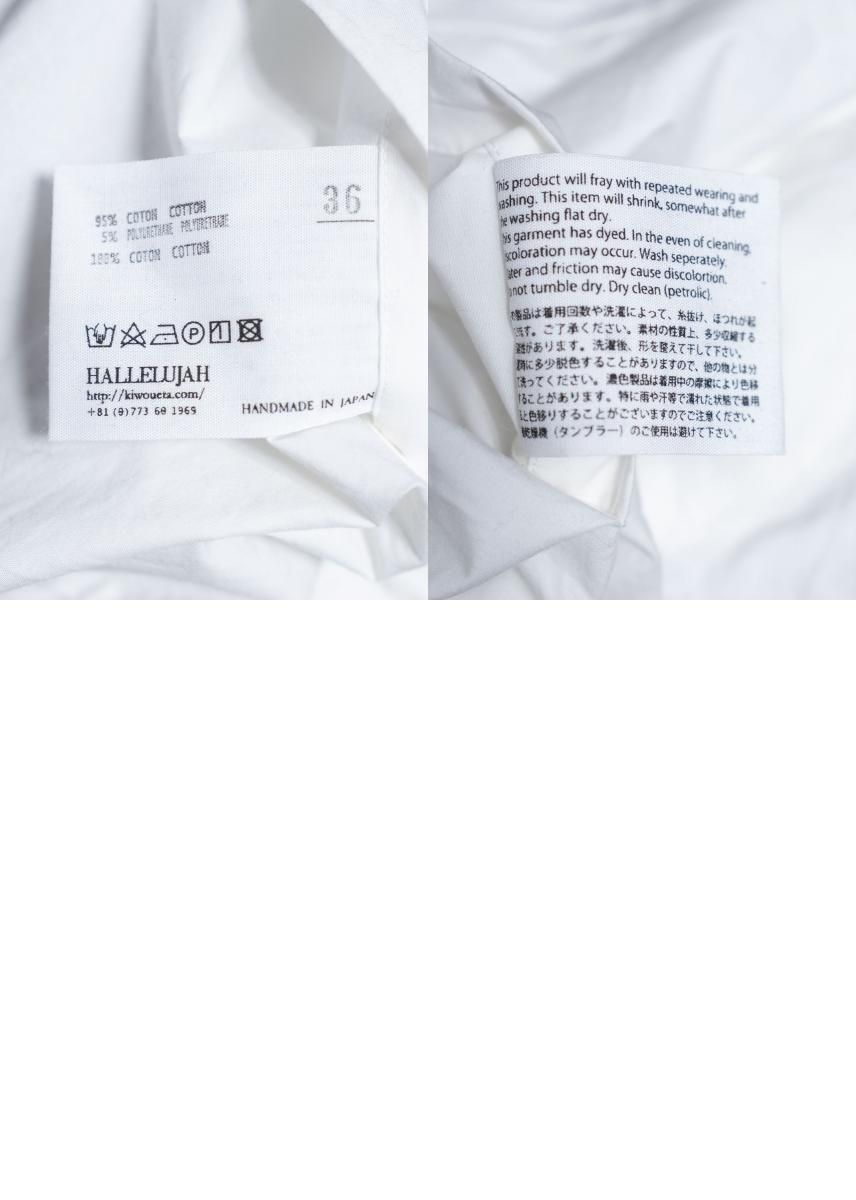 36
95% COTON COTTON
5% POLYURETHANE POLYURETHANE
100% COTON COTTON
HALLELUJAH
http://kiwoueta.com/
+81 (0)773 60 1969
HANDMADE IN JAPAN
This product will fray with repeated wearing and
washing. This item will shrink, somewhat after
washing flat dry.
garment has dyed. In the even of cleaning,
may occur. Wash seperately.
and friction may cause discolortion.
not tumble dry. Dry clean (petrolic).
製品は着用回数や洗濯によって、糸抜け、ほつれが起
ます。ご了承ください。素材の性質上、多少収縮する
があります。洗濯後、形を整えて干して下さい。
に多少脱色することがありますので、他の物とは分
洗ってください。濃色製品は着用中の摩擦により色移
ることがあります。特に雨や汗等で濡れた状態で着用
と色移りすることがございますのでご注意ください。
乾燥機（タンブラー）のご使用は避けて下さい。